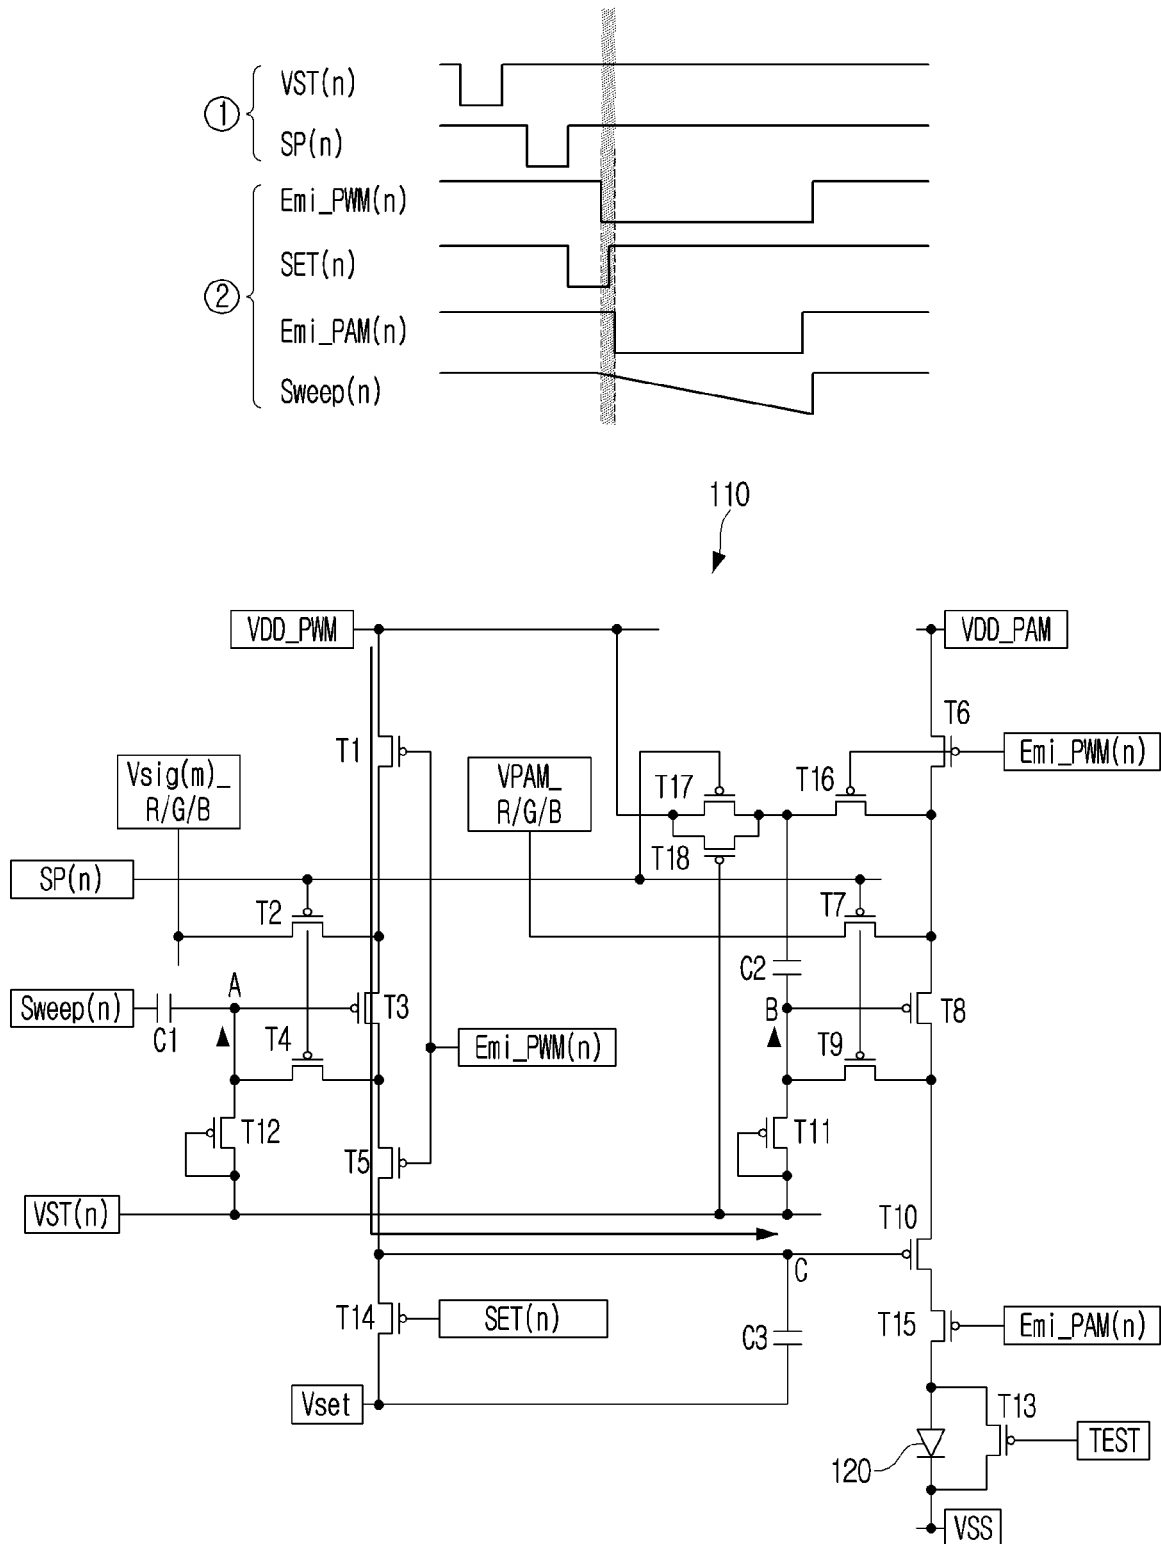 VST(n)
① SP(n)
Emi_PWM(n)
SET(n)
② Emi_PAM(n)
Sweep(n)
110
VDD_PWM
VDD_PAM
T6
T1
Emi_PWM(n)
Vsig(m)_
R/G/B
VPAM_
R/G/B
T17
T16
T18
SP(n)
T2
T7
C2
A
Sweep(n)
C1
T3
B
T8
T4
Emi_PWM(n)
T9
T12
T11
T5
VST(n)
T10
C
T14
SET(n)
C3
T15
Emi_PAM(n)
Vset
T13
TEST
120
VSS